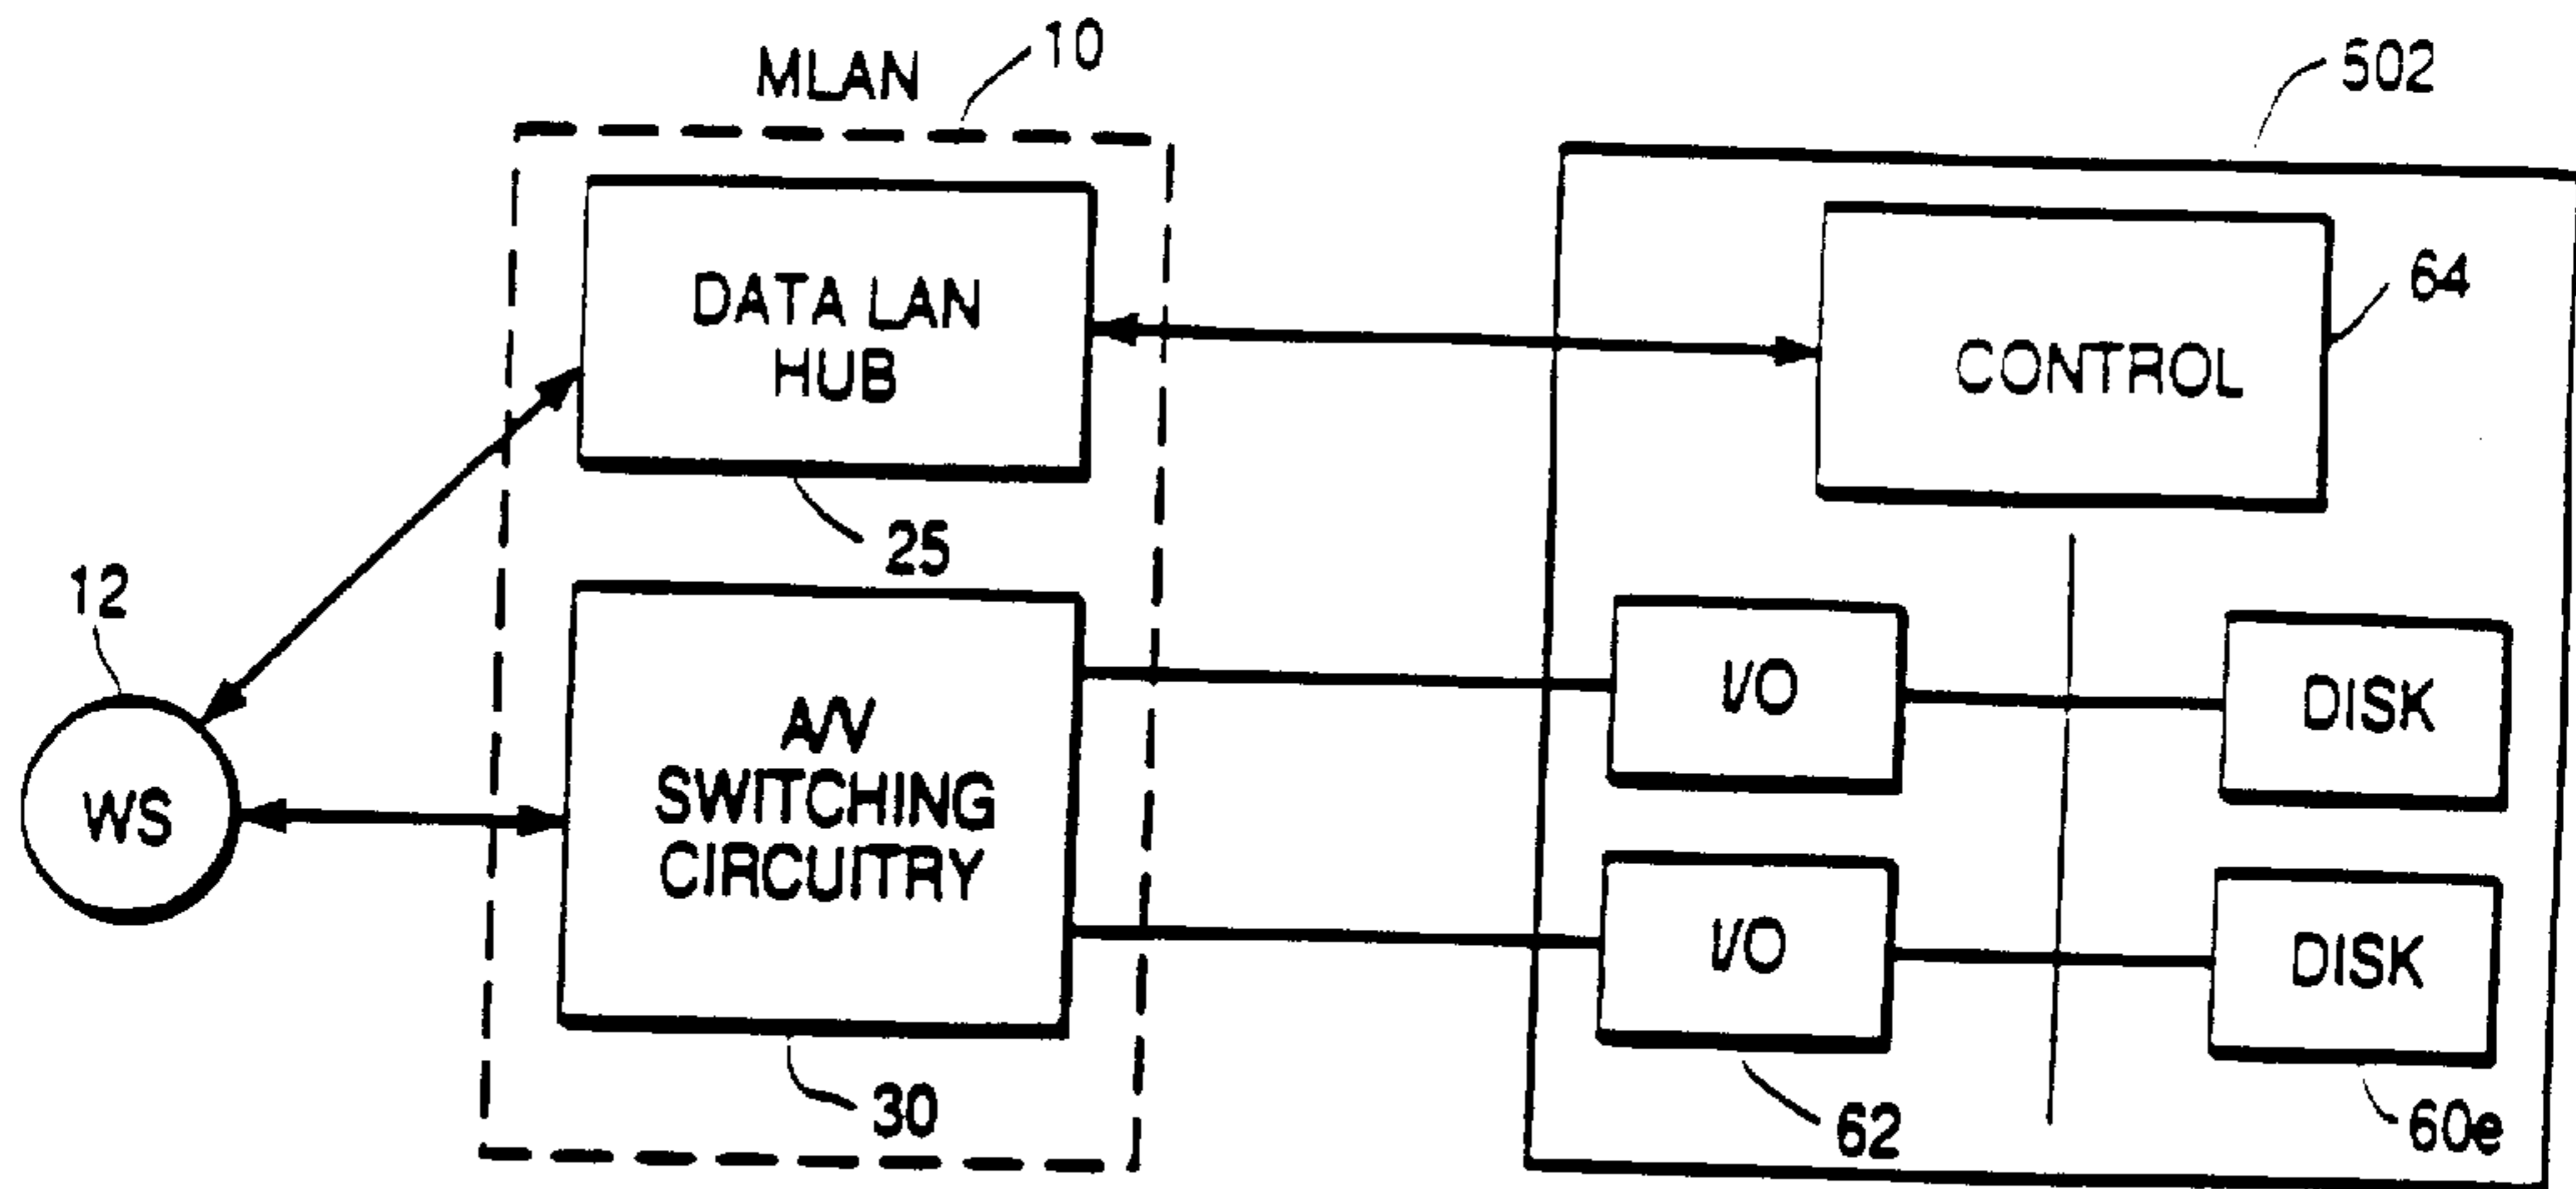 MLAN
10
502
DATA LAN
HUB
25
CONTROL
64
12
WS
A/V
SWITCHING
CIRCUITRY
30
I/O
DISK
I/O
DISK
62
60e